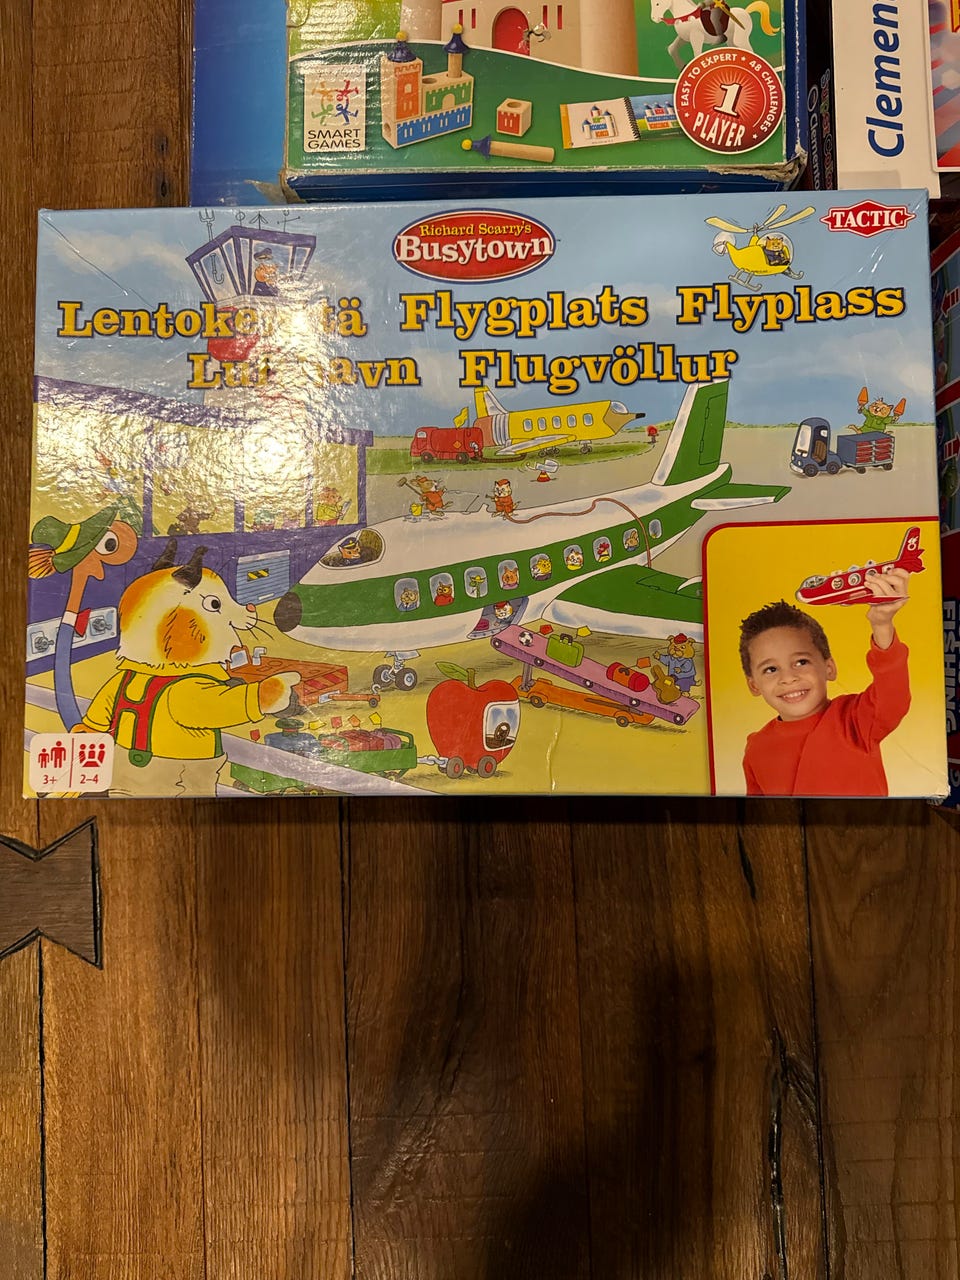 SMART
GAMES
EASY TO EXPERT • 48 CHALLENGES
1
PLAYER
Clemen
Richard Scarry's
Busytown
TACTIC
Flygplats Flyplass
Flugvöllur
3+
2-4
FISHING